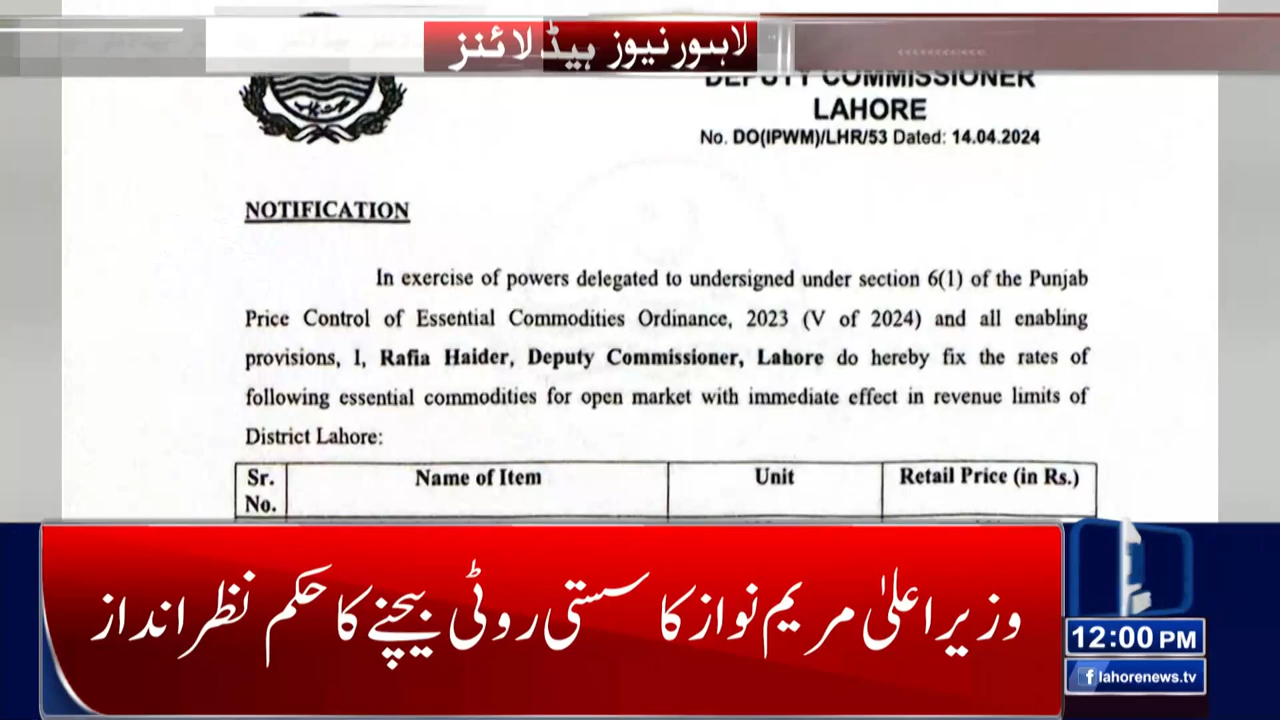 لاہور نیوز ہیڈ لائنز
DEPUTY COMMISSIONER
LAHORE
No. DO(IPWM)/LHR/53 Dated: 14.04.2024
NOTIFICATION
In exercise of powers delegated to undersigned under section 6(1) of the Punjab
Price Control of Essential Commodities Ordinance, 2023 (V of 2024) and all enabling
provisions, I, Rafia Haider, Deputy Commissioner, Lahore do hereby fix the rates of
following essential commodities for open market with immediate effect in revenue limits of
District Lahore:
Sr. No. Name of Item Unit Retail Price (in Rs.)
وزیراعلیٰ مریم نواز کا سستی روٹی بیچنے کا حکم نظر انداز
12:00 PM
lahorenews.tv